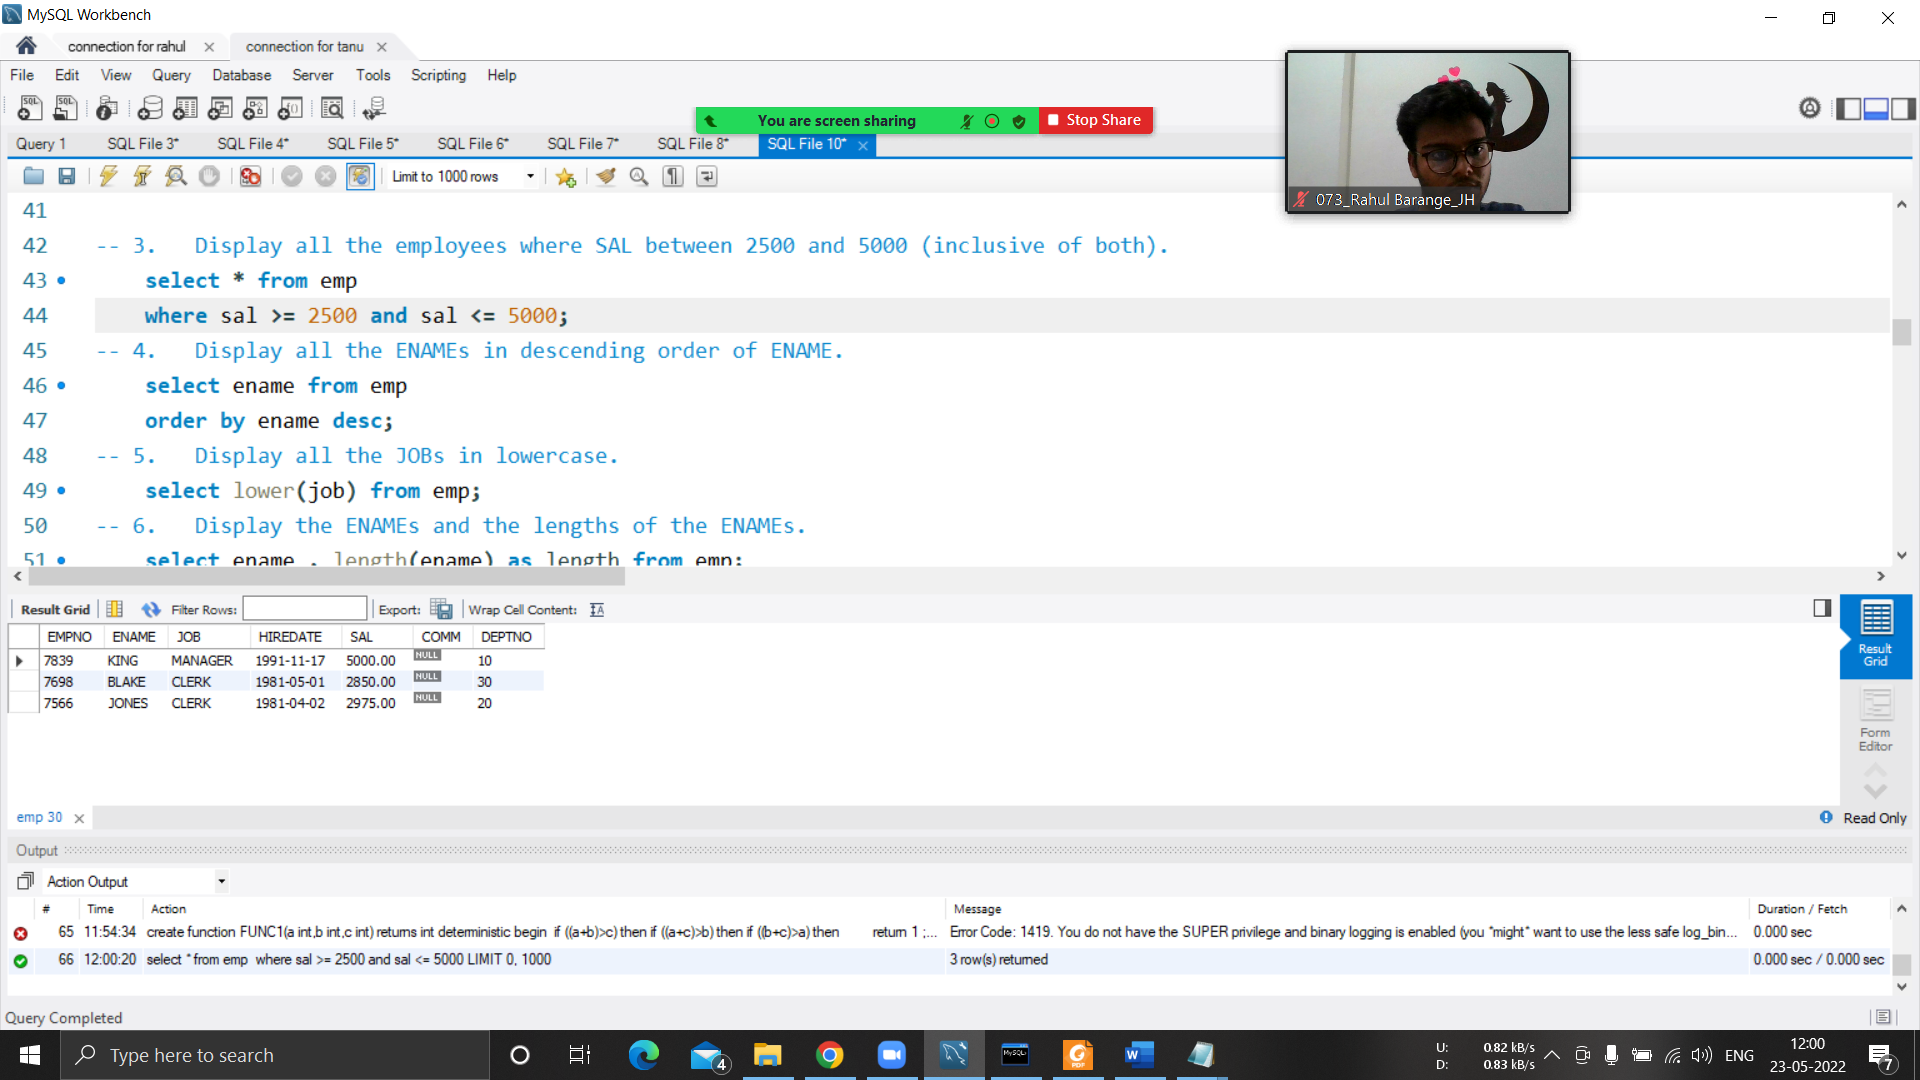 MySQL Workbench
connection for rahul
connection for tanu
File Edit View Query Database Server Tools Scripting Help
You are screen sharing
Stop Share
Query 1 SQL File 3* SQL File 4* SQL File 5* SQL File 6* SQL File 7* SQL File 8* SQL File 10*
Limit to 1000 rows
073_Rahul Barange_JH
41
42 -- 3. Display all the employees where SAL between 2500 and 5000 (inclusive of both).
43 select * from emp
44 where sal >= 2500 and sal <= 5000;
45 -- 4. Display all the ENAMEs in descending order of ENAME.
46 select ename from emp
47 order by ename desc;
48 -- 5. Display all the JOBs in lowercase.
49 select lower(job) from emp;
50 -- 6. Display the ENAMEs and the lengths of the ENAMEs.
51 select ename , length(ename) as length from emp;
Result Grid Filter Rows: Export: Wrap Cell Content:
EMPNO ENAME JOB HIREDATE SAL COMM DEPTNO
7839 KING MANAGER 1991-11-17 5000.00 NULL 10
7698 BLAKE CLERK 1981-05-01 2850.00 NULL 30
7566 JONES CLERK 1981-04-02 2975.00 NULL 20
Result
Grid
Form
Editor
emp 30
Read Only
Output
Action Output
# Time Action Message Duration / Fetch
65 11:54:34 create function FUNC1(a int,b int,c int) returns int deterministic begin if ((a+b)>c) then if ((a+c)>b) then if ((b+c)>a) then return 1 ;... Error Code: 1419. You do not have the SUPER privilege and binary logging is enabled (you *might* want to use the less safe log_bin... 0.000 sec
66 12:00:20 select * from emp where sal >= 2500 and sal <= 5000 LIMIT 0, 1000 3 row(s) returned 0.000 sec / 0.000 sec
Query Completed
Type here to search
4
U: 0.82 kB/s
D: 0.83 kB/s
ENG
12:00
23-05-2022
7